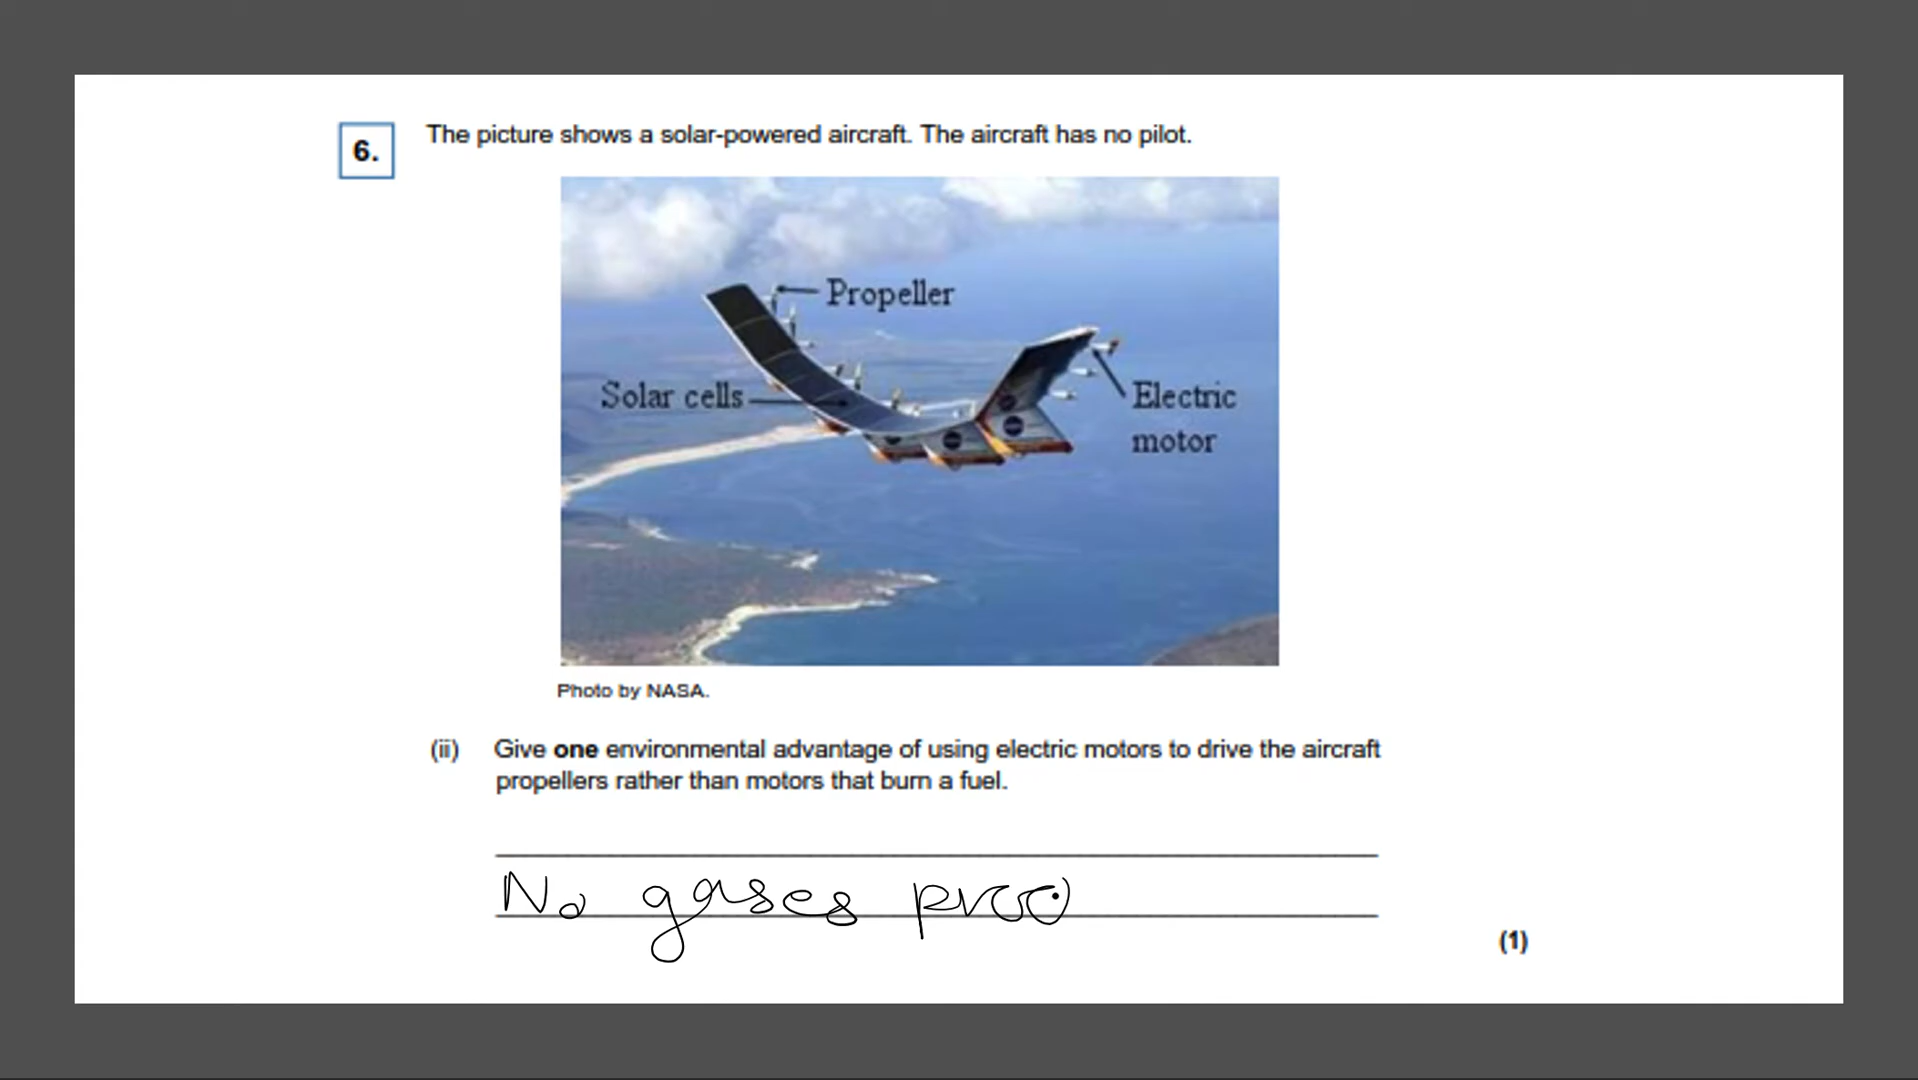 6.
The picture shows a solar-powered aircraft. The aircraft has no pilot.
Propeller
Solar cells
Electric
motor
Photo by NASA.
(ii) Give one environmental advantage of using electric motors to drive the aircraft
propellers rather than motors that burn a fuel.
No gases
(1)